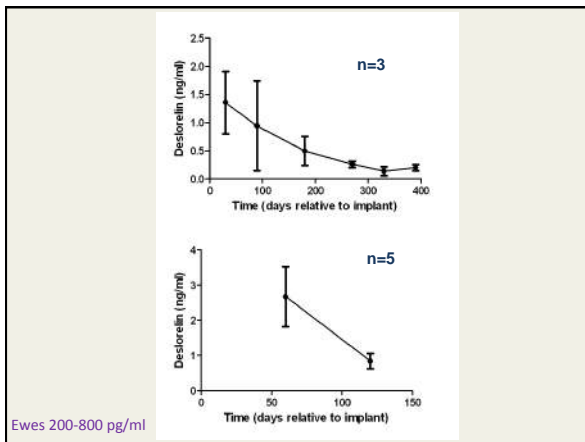 2.5
2.0
1.5
1.0
0.5
0.0
Deslorelin (ng/ml)
n=3
0 100 200 300 400
Time (days relative to implant)
4
3
2
1
0
Deslorelin (ng/ml)
n=5
0 50 100 150
Time (days relative to implant)
Ewes 200-800 pg/ml